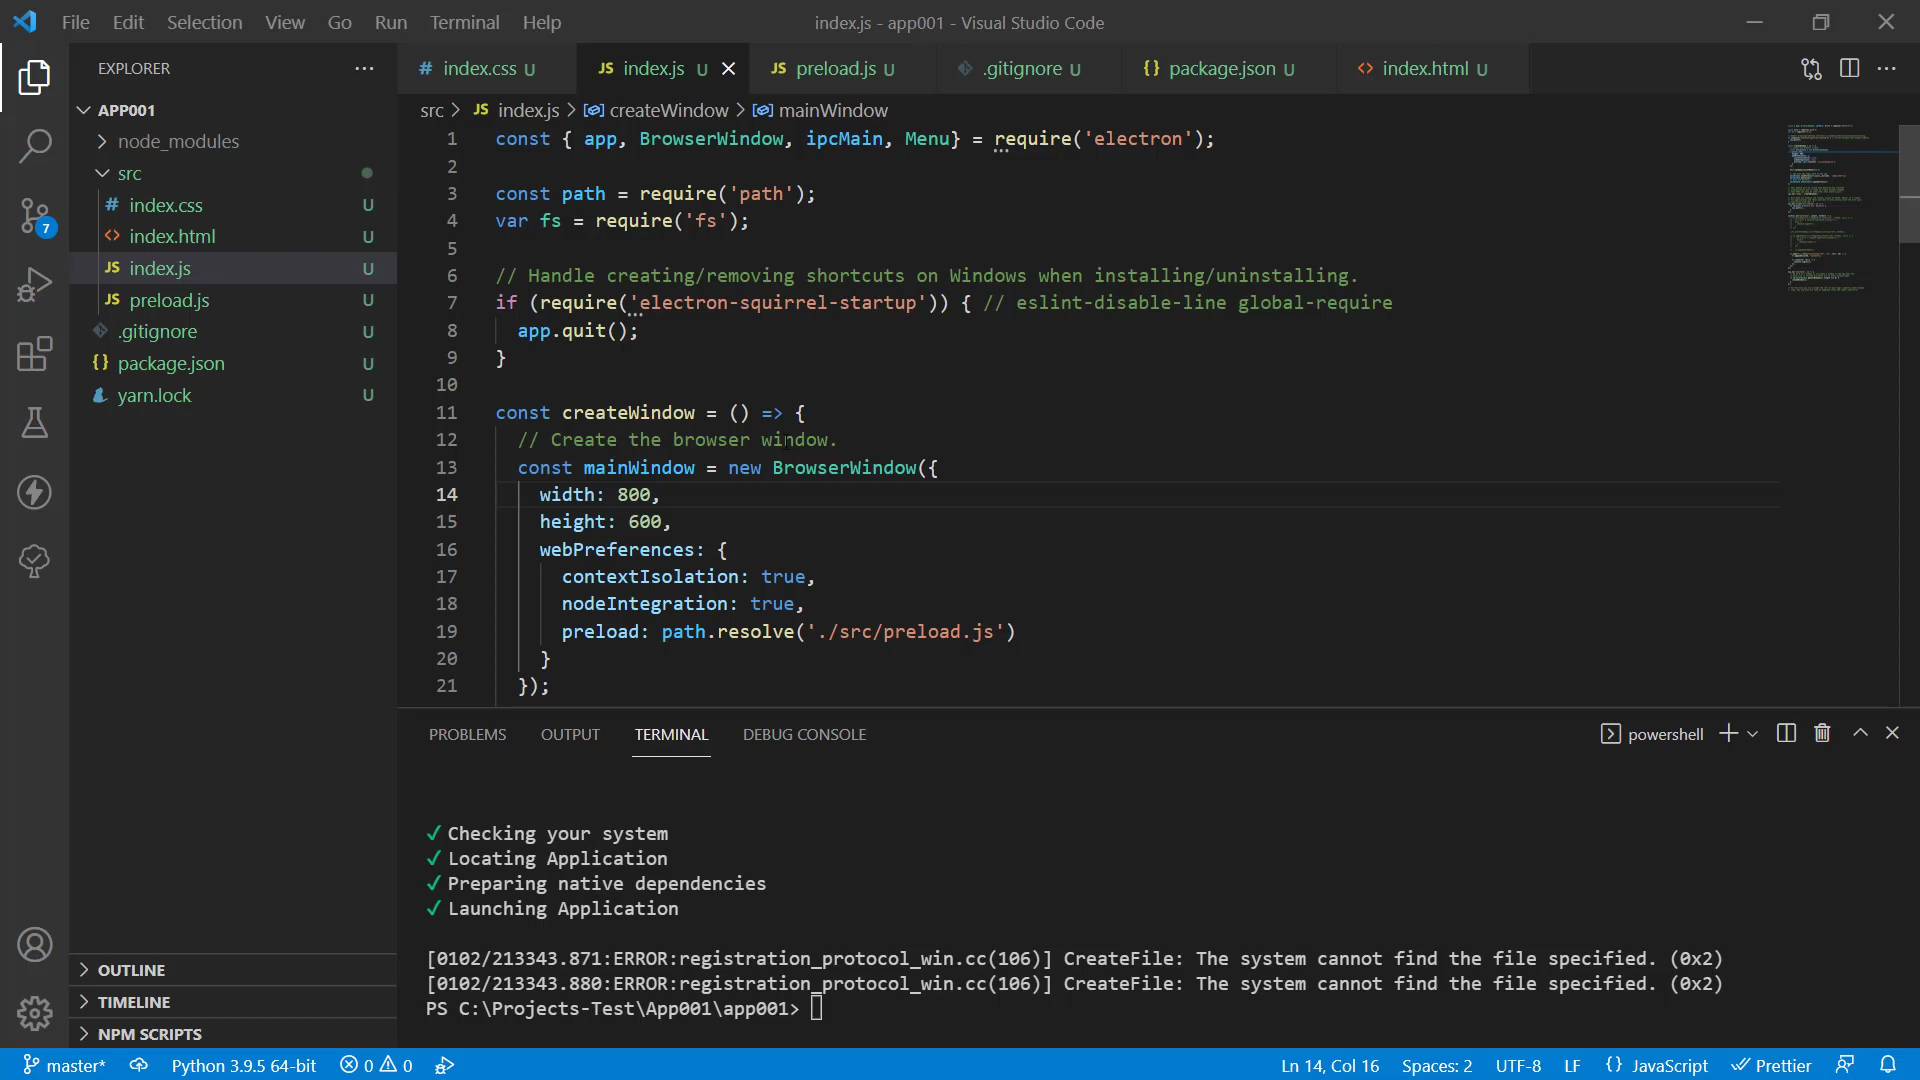 File Edit Selection View Go Run Terminal Help
index.js - app001 - Visual Studio Code
EXPLORER
APP001
node_modules
src
index.css U
index.html U
index.js U
preload.js U
.gitignore U
package.json U
yarn.lock U
OUTLINE
TIMELINE
NPM SCRIPTS
7
# index.css U
JS index.js U
JS preload.js U
.gitignore U
{} package.json U
<> index.html U
src > JS index.js > createWindow > mainWindow
1 const { app, BrowserWindow, ipcMain, Menu} = require('electron');
2
3 const path = require('path');
4 var fs = require('fs');
5
6 // Handle creating/removing shortcuts on Windows when installing/uninstalling.
7 if (require('electron-squirrel-startup')) { // eslint-disable-line global-require
8 app.quit();
9 }
10
11 const createWindow = () => {
12 // Create the browser window.
13 const mainWindow = new BrowserWindow({
14 width: 800,
15 height: 600,
16 webPreferences: {
17 contextIsolation: true,
18 nodeIntegration: true,
19 preload: path.resolve('./src/preload.js')
20 }
21 });
PROBLEMS OUTPUT TERMINAL DEBUG CONSOLE
powershell
✓ Checking your system
✓ Locating Application
✓ Preparing native dependencies
✓ Launching Application
[0102/213343.871:ERROR:registration_protocol_win.cc(106)] CreateFile: The system cannot find the file specified. (0x2)
[0102/213343.880:ERROR:registration_protocol_win.cc(106)] CreateFile: The system cannot find the file specified. (0x2)
PS C:\Projects-Test\App001\app001>
master* Python 3.9.5 64-bit 0 0
Ln 14, Col 16 Spaces: 2 UTF-8 LF {} JavaScript Prettier